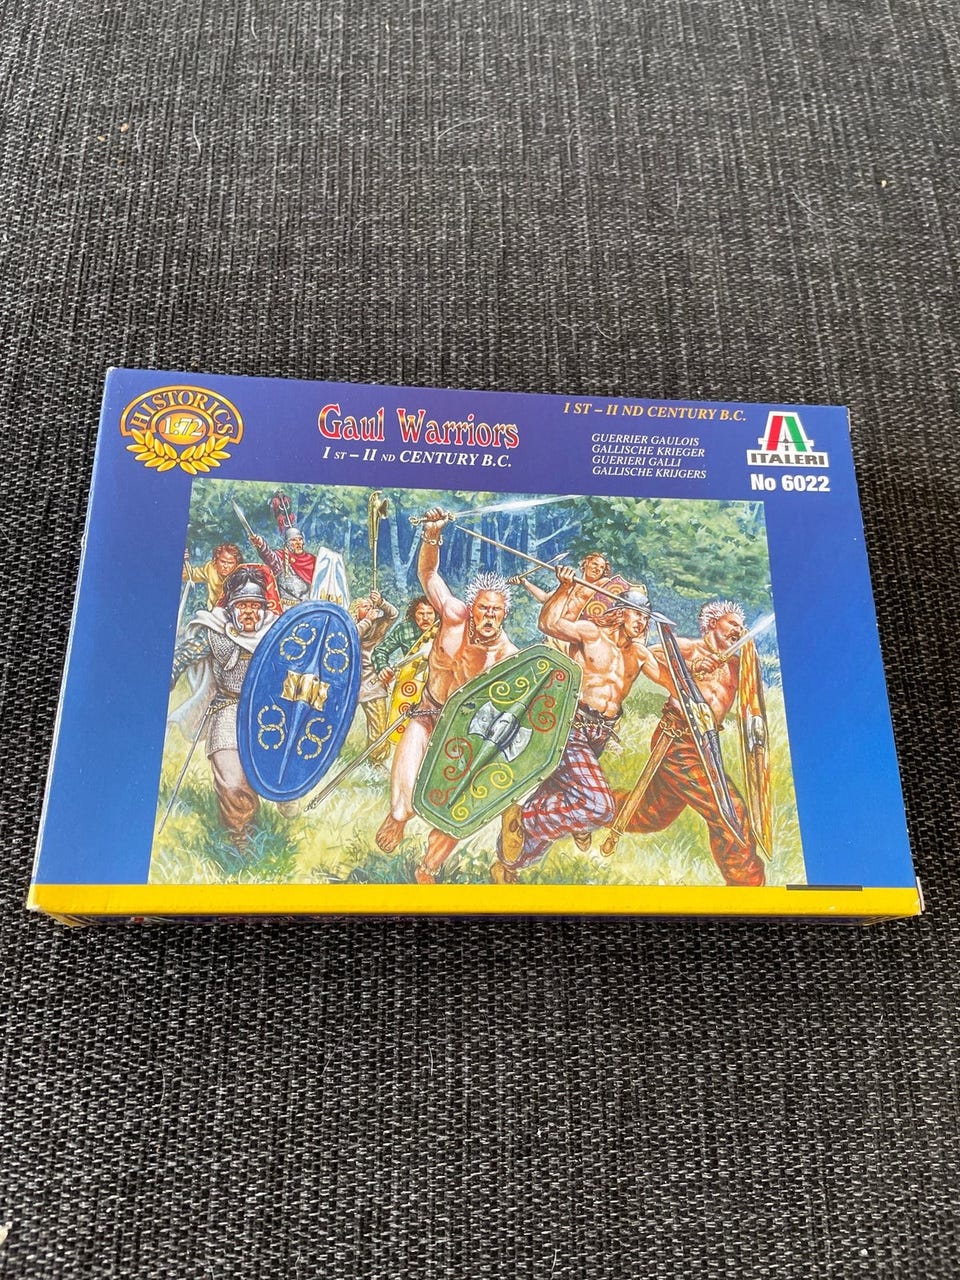 HISTORICS
1:72
Gaul Warriors
I ST – II ND CENTURY B.C.
I ST – II ND CENTURY B.C.
GUERRIER GAULOIS
GALLISCHE KRIEGER
GUERIERI GALLI
GALLISCHE KRIJGERS
ITALERI
No 6022